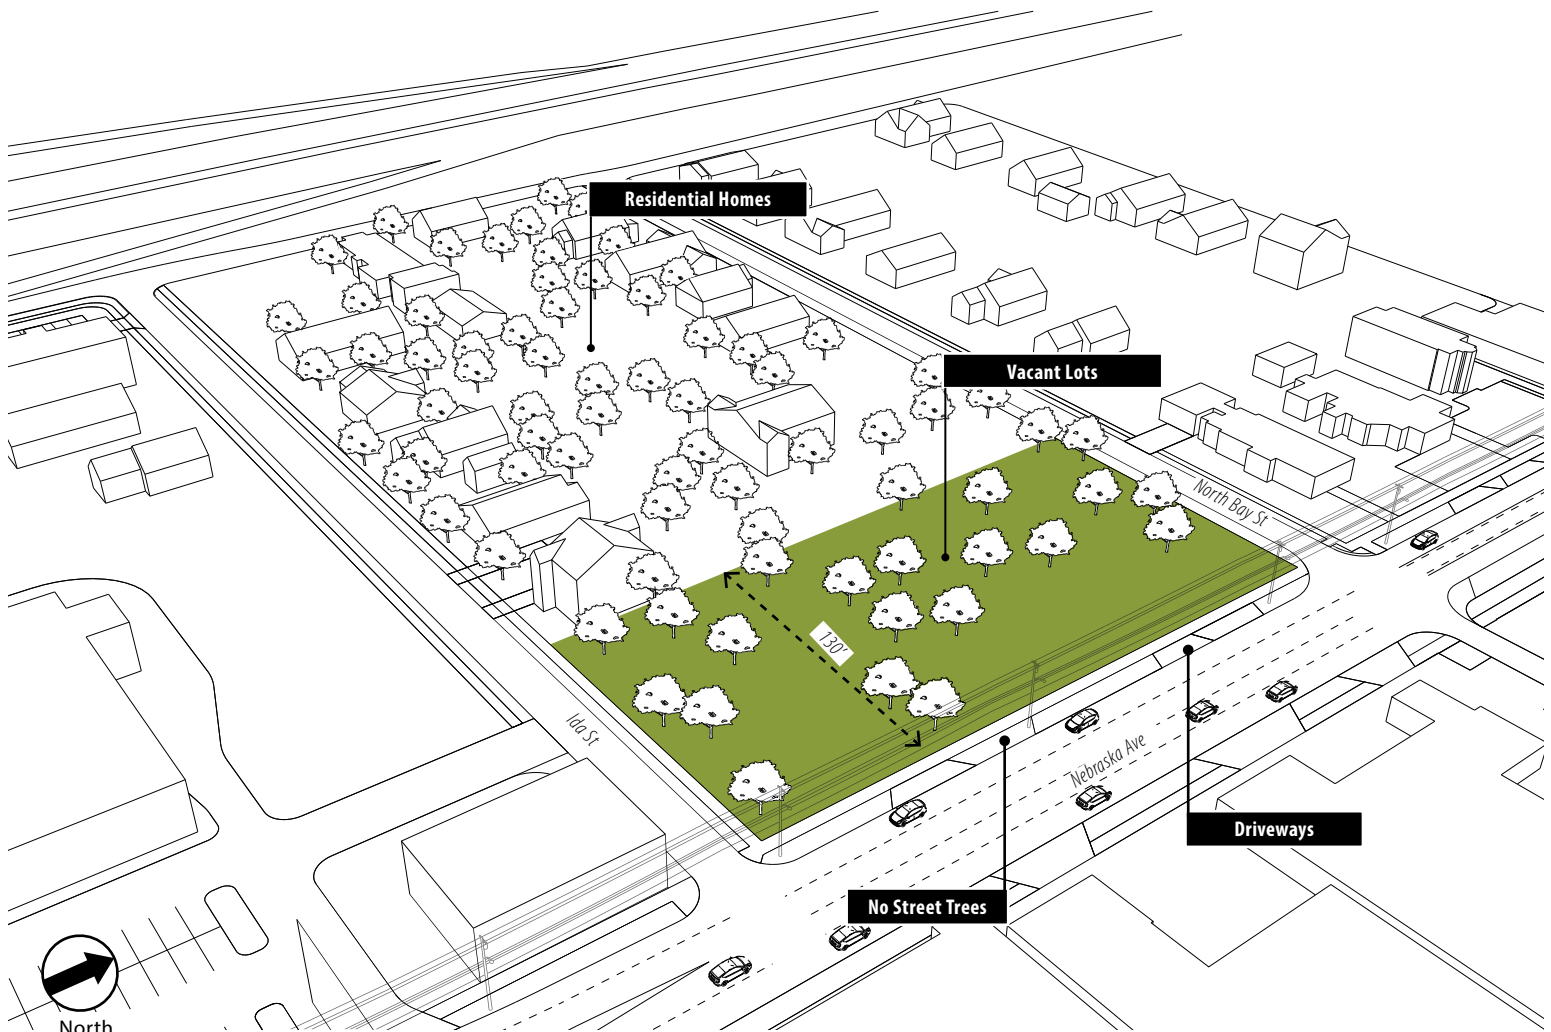 Residential Homes
Vacant Lots
North Bay St
130'
Ida St
Nebraska Ave
Driveways
No Street Trees
North